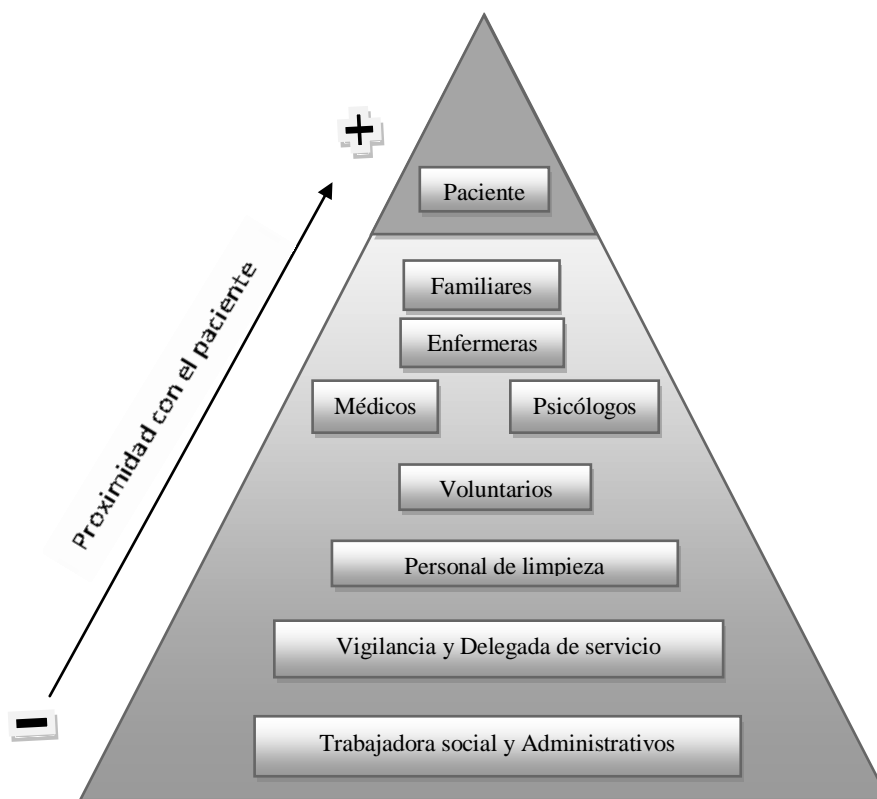 +
Paciente
Proximidad con el paciente
Familiares
Enfermeras
Médicos
Psicólogos
Voluntarios
Personal de limpieza
Vigilancia y Delegada de servicio
−
Trabajadora social y Administrativos